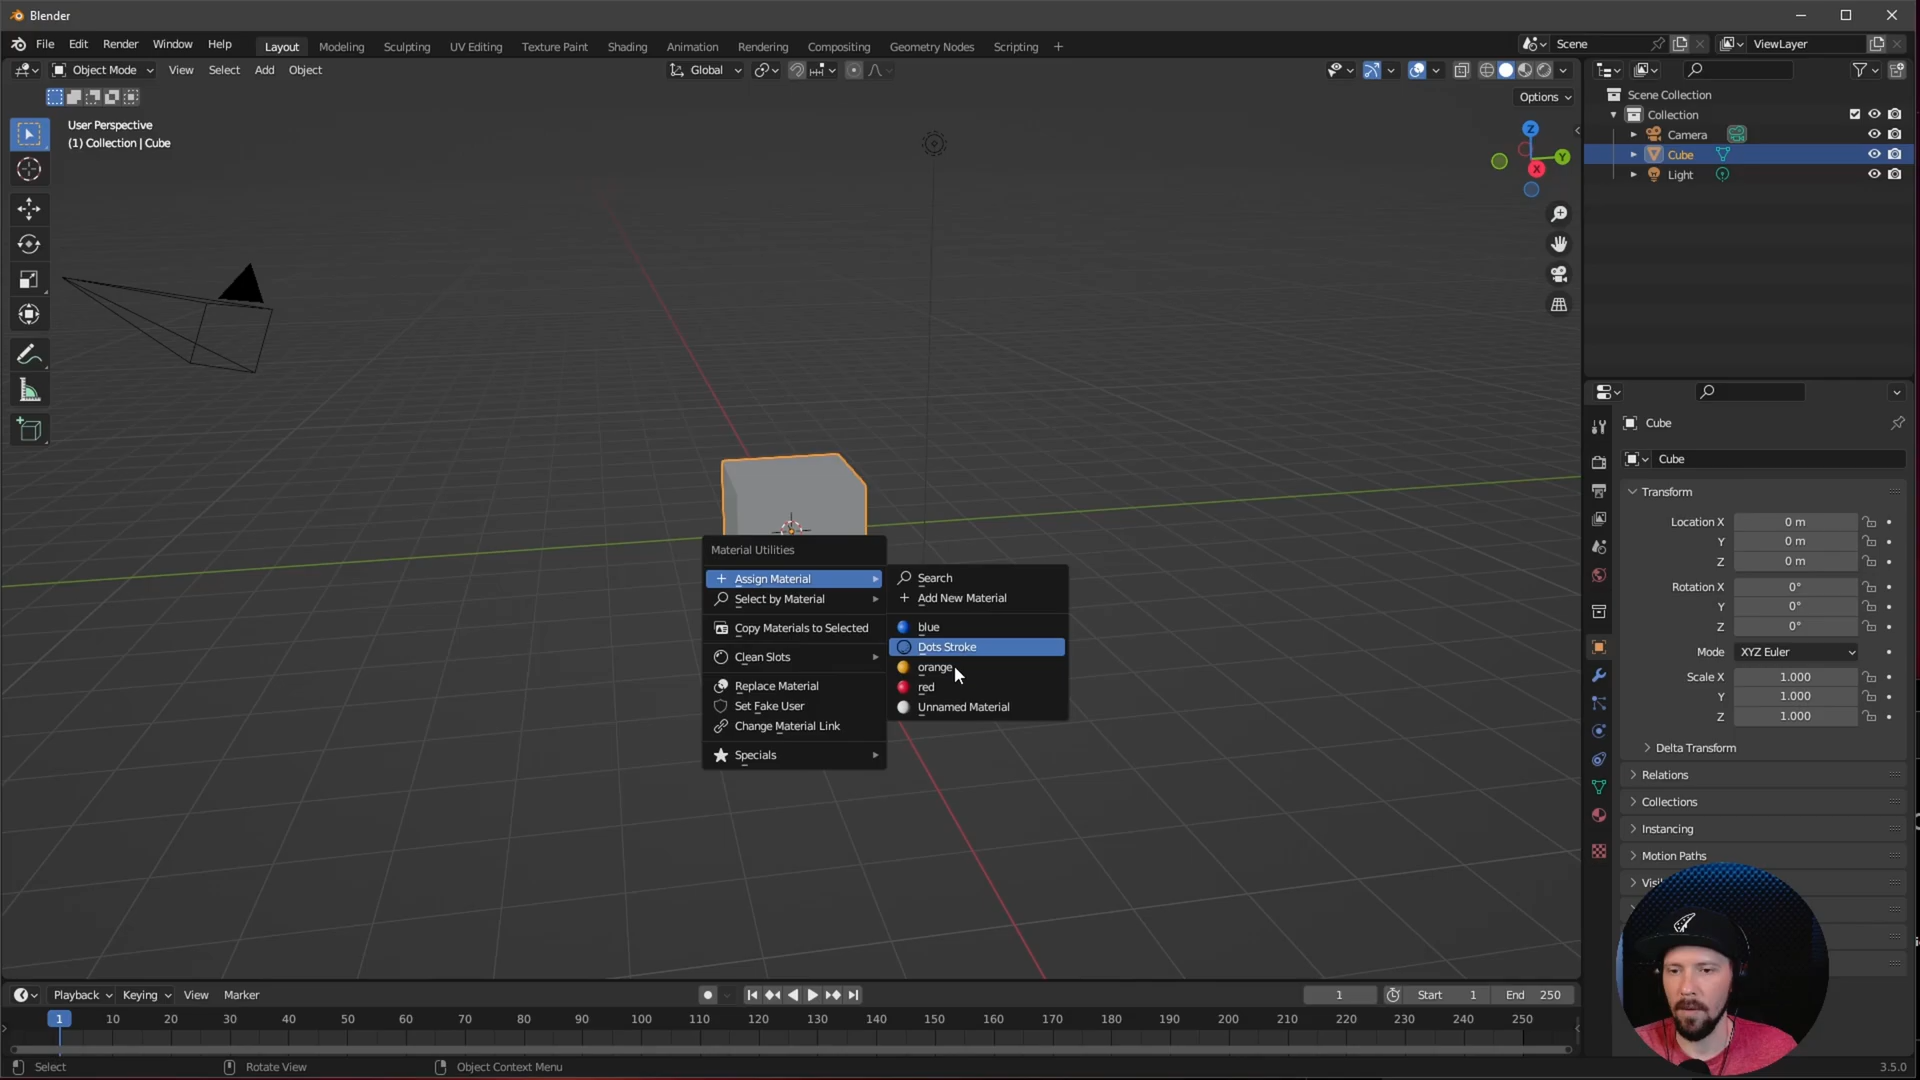 Blender
File Edit Render Window Help Layout Modeling Sculpting UV Editing Texture Paint Shading Animation Rendering Compositing Geometry Nodes Scripting + Scene ViewLayer
Object Mode View Select Add Object Global
Options
User Perspective
(1) Collection | Cube
Z
Y
X
Scene Collection
Collection
Camera
Cube
Light
Cube
Cube
Transform
Location X 0 m
Y 0 m
Z 0 m
Rotation X 0°
Y 0°
Z 0°
Mode XYZ Euler
Scale X 1.000
Y 1.000
Z 1.000
Delta Transform
Relations
Collections
Instancing
Motion Paths
Material Utilities
Assign Material
Select by Material
Copy Materials to Selected
Clean Slots
Replace Material
Set Fake User
Change Material Link
Specials
Search
Add New Material
blue
Dots Stroke
orange
red
Unnamed Material
Playback Keying View Marker 1 Start 1 End 250
1 10 20 30 40 50 60 70 80 90 100 110 120 130 140 150 160 170 180 190 200 210 220 230 240 250
Select Rotate View Object Context Menu 3.5.0